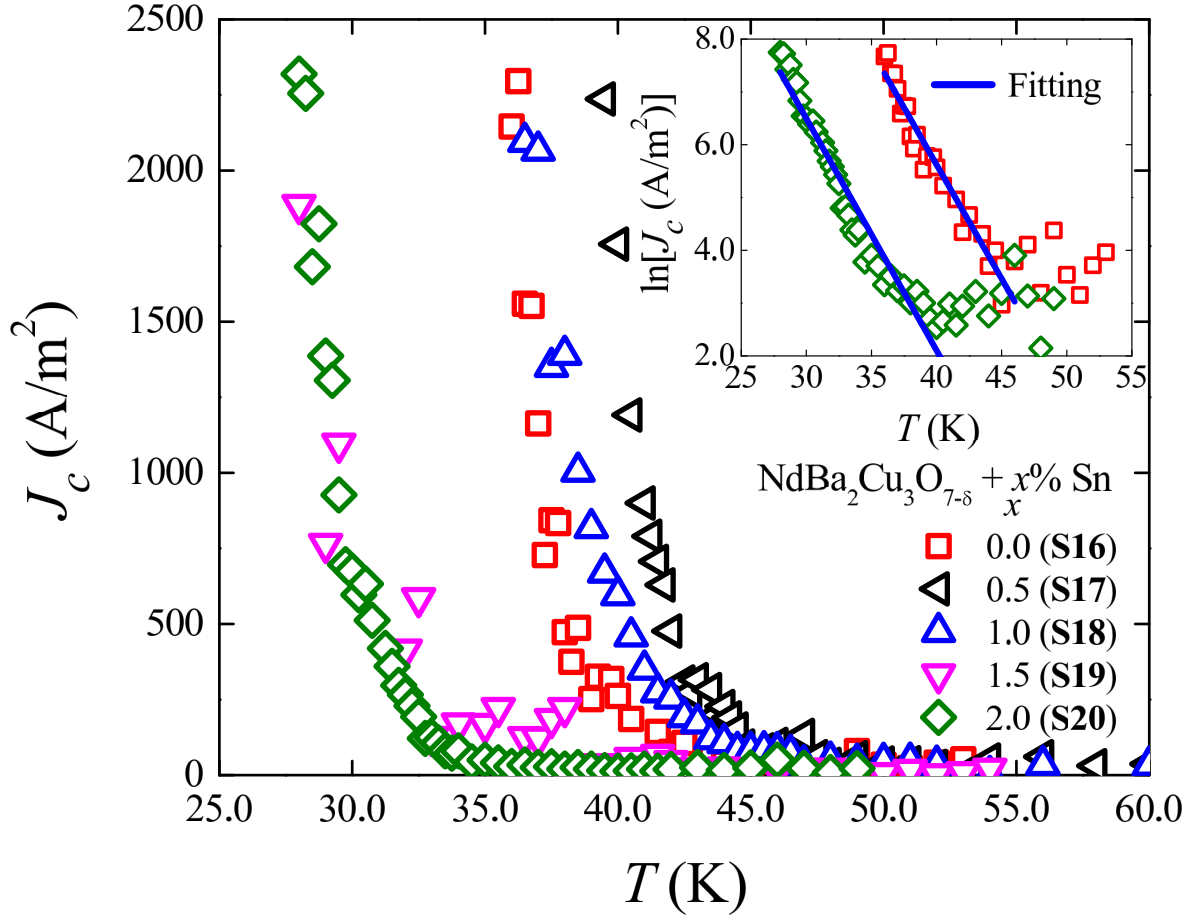 2500
2000
1500
1000
500
0
J_c (A/m²)
25.0 30.0 35.0 40.0 45.0 50.0 55.0 60.0
T (K)
8.0
6.0
4.0
2.0
ln[J_c (A/m²)]
Fitting
25 30 35 40 45 50 55
T (K)
NdBa₂Cu₃O₇₋δ + x% Sn
x
0.0 (S16)
0.5 (S17)
1.0 (S18)
1.5 (S19)
2.0 (S20)